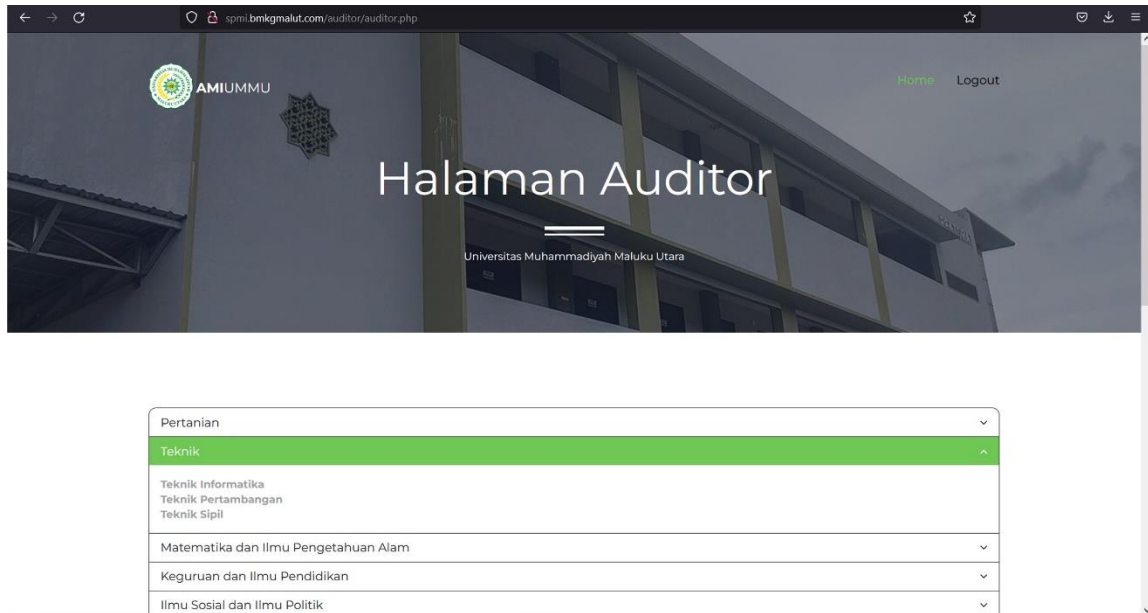 spmi.bmkgmalut.com/auditor/auditor.php
AMIUMMU
Home Logout
Halaman Auditor
Universitas Muhammadiyah Maluku Utara
Pertanian
Teknik
Teknik Informatika
Teknik Pertambangan
Teknik Sipil
Matematika dan Ilmu Pengetahuan Alam
Keguruan dan Ilmu Pendidikan
Ilmu Sosial dan Ilmu Politik